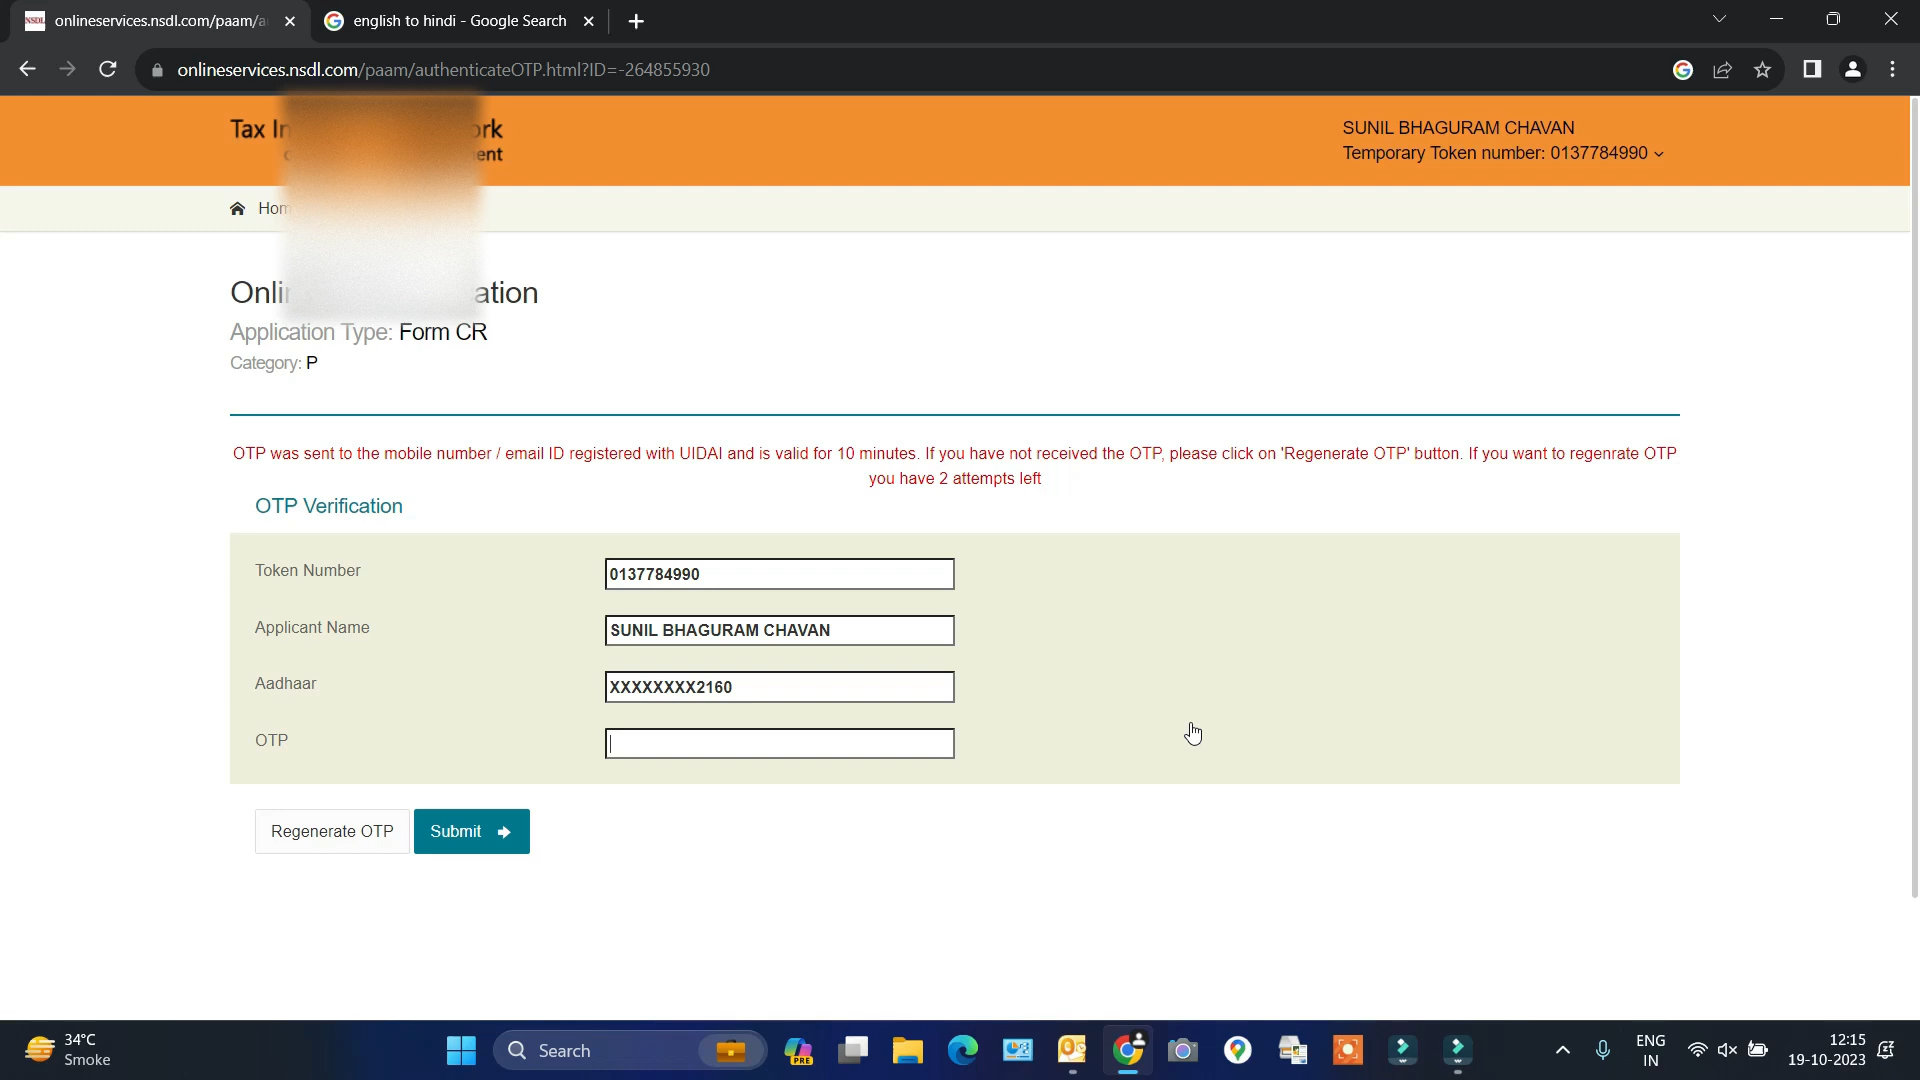 onlineservices.nsdl.com/paam/a
english to hindi - Google Search
onlineservices.nsdl.com/paam/authenticateOTP.html?ID=-264855930
Tax
SUNIL BHAGURAM CHAVAN
Temporary Token number: 0137784990
Application Type: Form CR
Category: P
OTP was sent to the mobile number / email ID registered with UIDAI and is valid for 10 minutes. If you have not received the OTP, please click on 'Regenerate OTP' button. If you want to regenrate OTP
you have 2 attempts left
OTP Verification
Token Number 0137784990
Applicant Name SUNIL BHAGURAM CHAVAN
Aadhaar XXXXXXXX2160
OTP
Regenerate OTP Submit
34°C
Smoke
Search
PRE
ENG
IN
12:15
19-10-2023